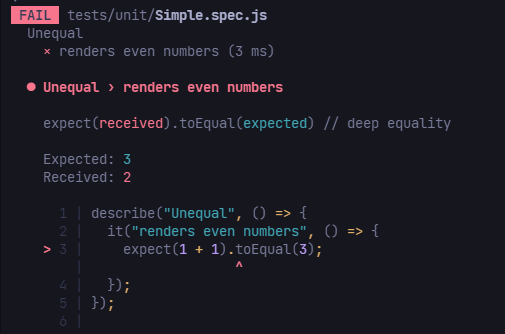 FAIL tests/unit/Simple.spec.js
Unequal
× renders even numbers (3 ms)
● Unequal › renders even numbers
expect(received).toEqual(expected) // deep equality
Expected: 3
Received: 2
1 | describe("Unequal", () => {
2 | it("renders even numbers", () => {
> 3 | expect(1 + 1).toEqual(3);
| ^
4 | });
5 | });
6 |